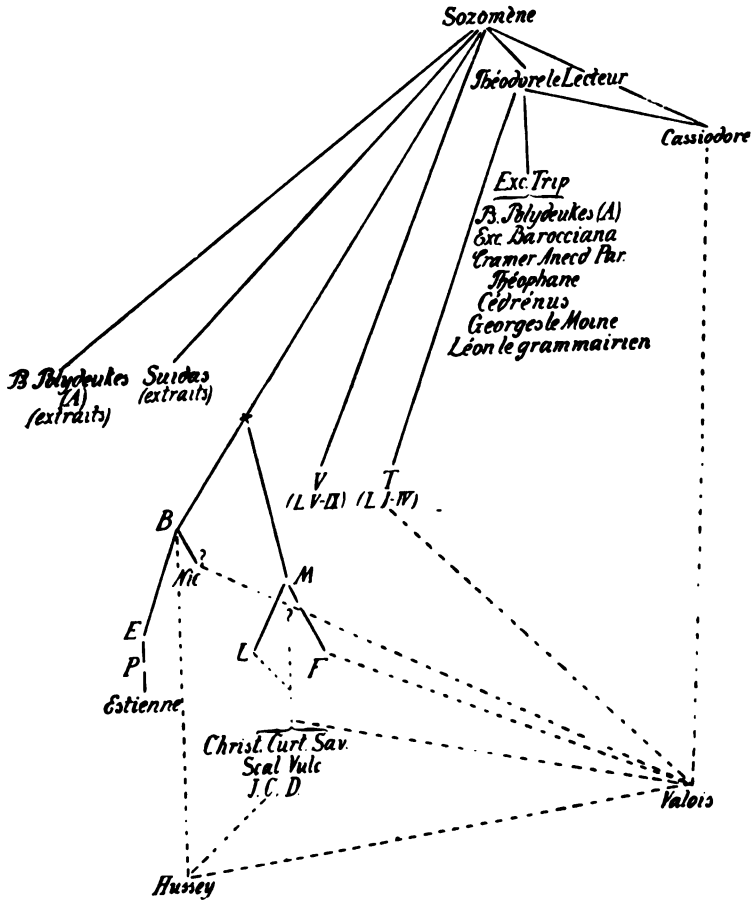 Sozomène
Théodore le Lecteur
Cassiodore
Exc. Trip
B. Polydeukes (A)
Exc. Barocciana
Cramer Anecd Par.
Théophane
Cédrénus
Georges le Moine
Léon le grammairien
B Polydeukes
(A)
(extraits)
Suidas
(extraits)
*
V
(L V-IX)
T
(L I-IV)
B
?
Nic
M
?
E
L
F
P
Estienne
Christ. Curt. Sav.
Scal Vulc
J. C. D.
Valois
Hussey